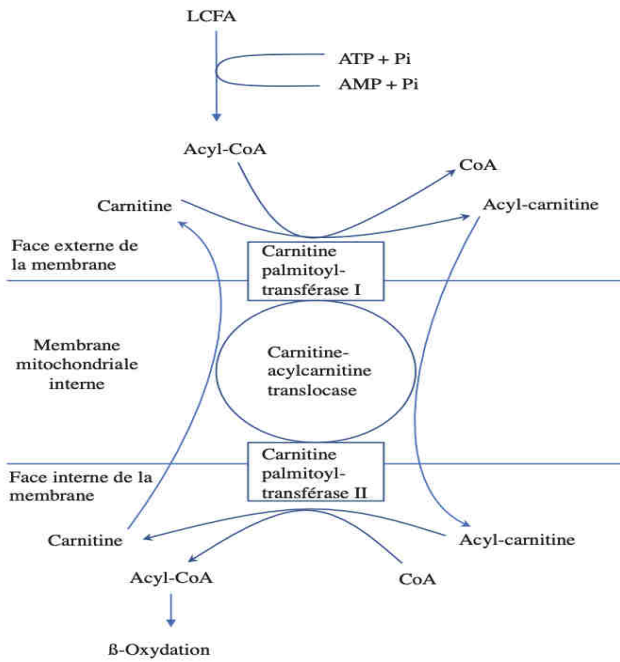 LCFA
ATP + Pi
AMP + Pi
Acyl-CoA
CoA
Carnitine
Acyl-carnitine
Face externe de
la membrane
Carnitine
palmitoyl-
transférase I
Membrane
mitochondriale
interne
Carnitine-
acylcarnitine
translocase
Face interne de la
membrane
Carnitine
palmitoyl-
transférase II
Carnitine
Acyl-carnitine
Acyl-CoA
CoA
ß-Oxydation